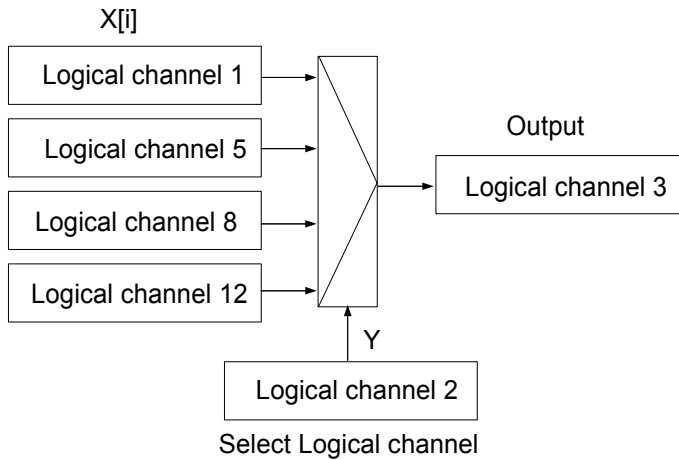 X[i]
Logical channel 1
Logical channel 5
Logical channel 8
Logical channel 12
Output
Logical channel 3
Y
Logical channel 2
Select Logical channel